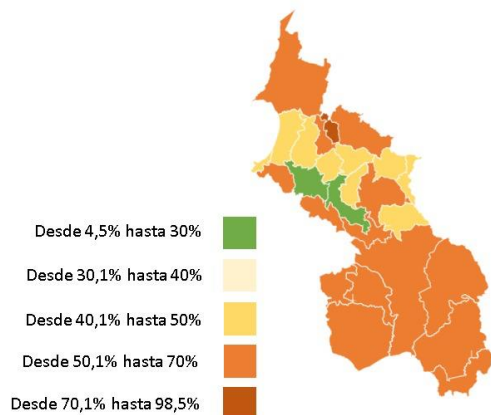 Desde 4,5% hasta 30%
Desde 30,1% hasta 40%
Desde 40,1% hasta 50%
Desde 50,1% hasta 70%
Desde 70,1% hasta 98,5%